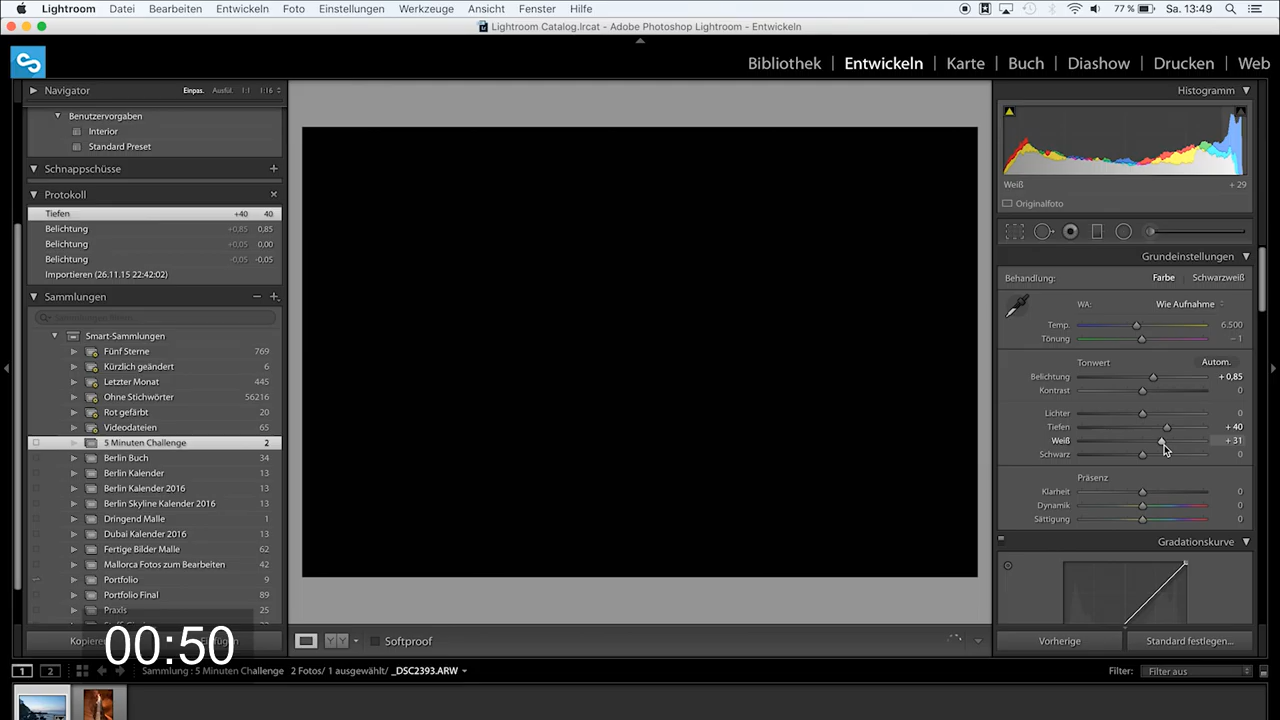 Lightroom Datei Bearbeiten Entwickeln Foto Einstellungen Werkzeuge Ansicht Fenster Hilfe 77 % Sa. 13:49
Lightroom Catalog.lrcat - Adobe Photoshop Lightroom - Entwickeln
Bibliothek Entwickeln Karte Buch Diashow Drucken Web
Navigator Einpas. Ausfül. 1:1 1:16
Benutzervorgaben
Interior
Standard Preset
Schnappschüsse +
Protokoll ×
Tiefen +40 40
Belichtung +0,85 0,85
Belichtung +0,05 0,00
Belichtung -0,05 -0,05
Importieren (26.11.15 22:42:02)
Sammlungen − +
Smart-Sammlungen
Fünf Sterne 769
Kürzlich geändert 6
Letzter Monat 445
Ohne Stichwörter 56216
Rot gefärbt 20
Videodateien 65
5 Minuten Challenge 2
Berlin Buch 34
Berlin Kalender 13
Berlin Kalender 2016 13
Berlin Skyline Kalender 2016 13
Dringend Malle 1
Dubai Kalender 2016 13
Fertige Bilder Malle 62
Mallorca Fotos zum Bearbeiten 42
Portfolio 9
Portfolio Final 89
Praxis 25
00:50
Softproof
Histogramm
Weiß + 29
Originalfoto
Grundeinstellungen
Behandlung: Farbe Schwarzweiß
WA: Wie Aufnahme
Temp. 6.500
Tönung − 1
Tonwert Autom.
Belichtung + 0,85
Kontrast 0
Lichter 0
Tiefen + 40
Weiß + 31
Schwarz 0
Präsenz
Klarheit 0
Dynamik 0
Sättigung 0
Gradationskurve
Vorherige Standard festlegen...
1 2 Sammlung : 5 Minuten Challenge 2 Fotos/ 1 ausgewählt/ _DSC2393.ARW Filter: Filter aus